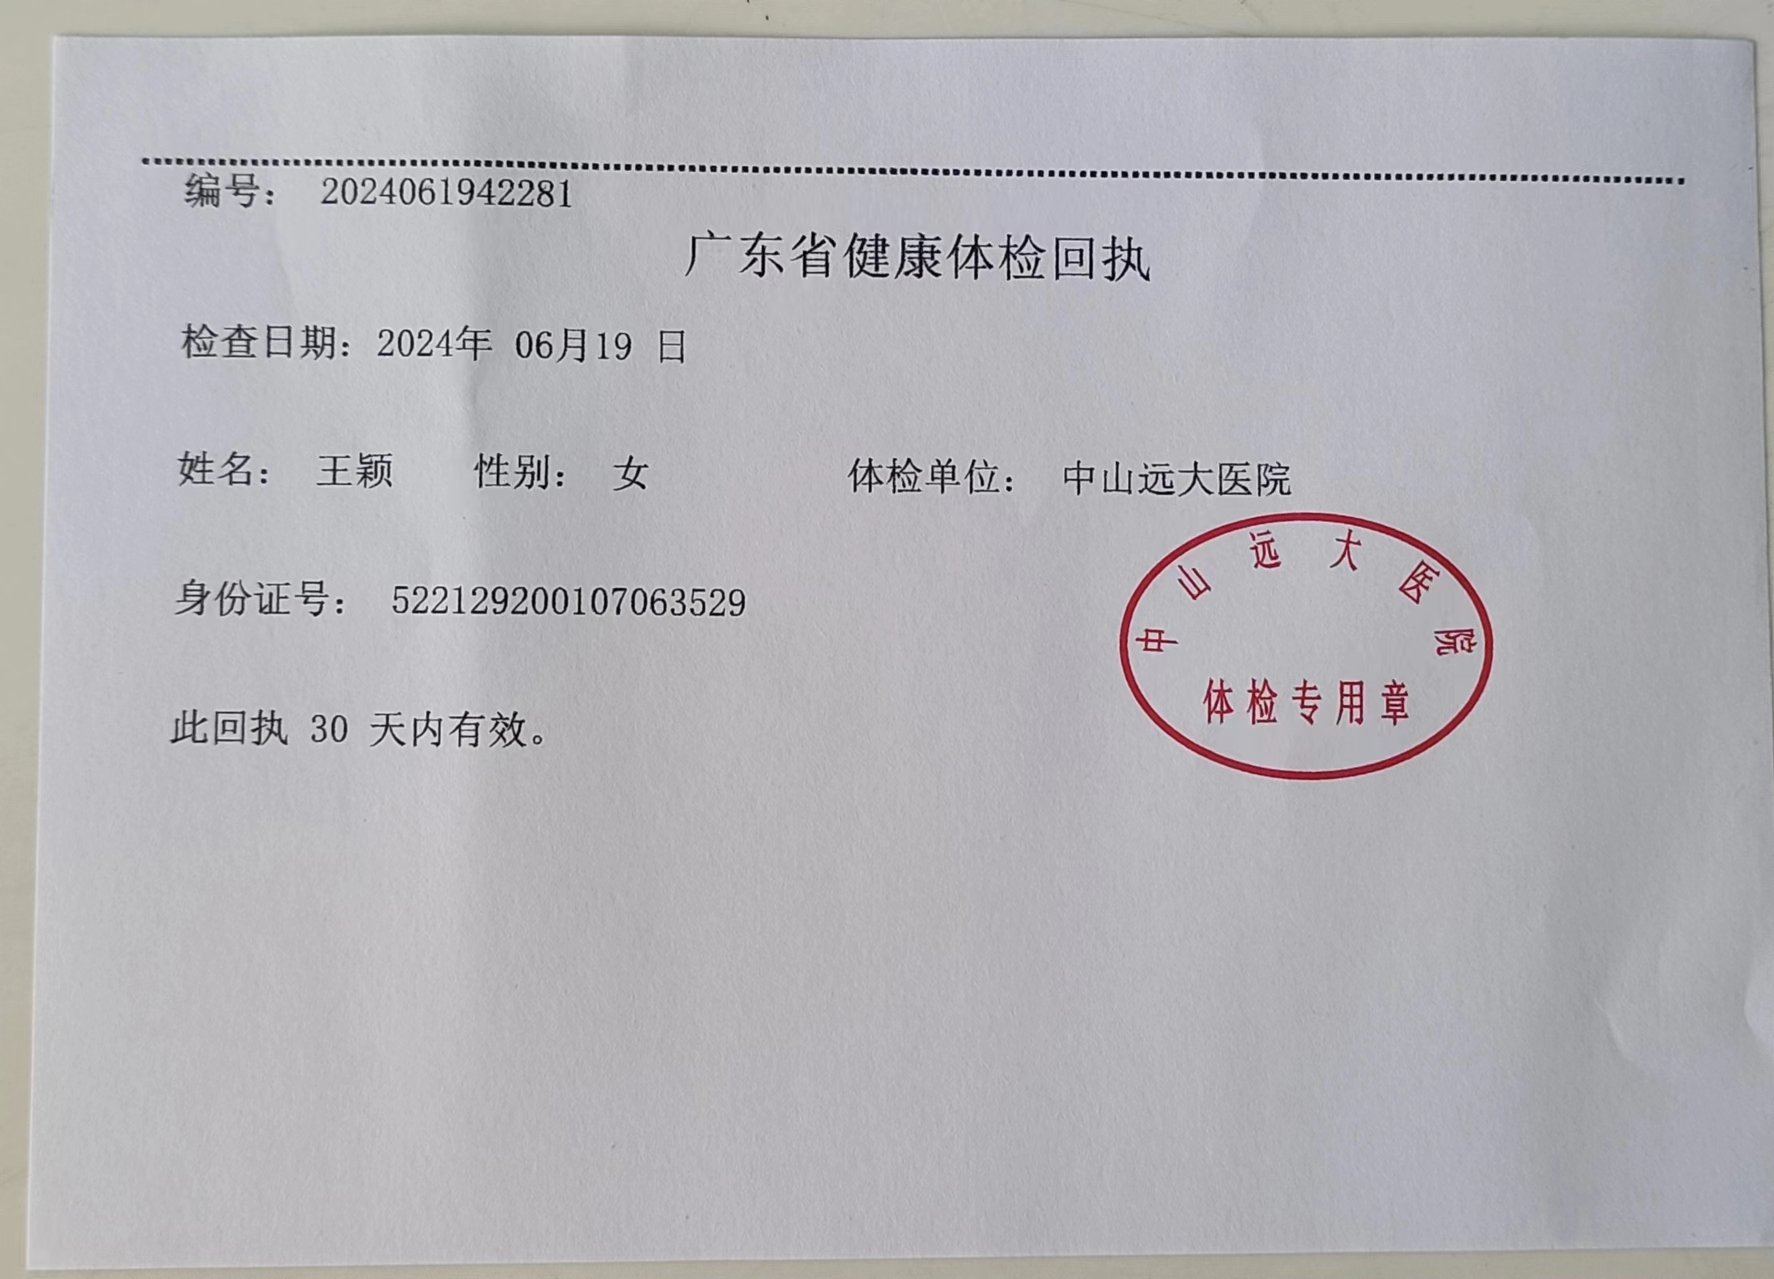 编号： 2024061942281
广东省健康体检回执
检查日期：2024年 06月19 日
姓名： 王颖 性别： 女 体检单位： 中山远大医院
身份证号： 522129200107063529
中山远大医院
体检专用章
此回执 30 天内有效。